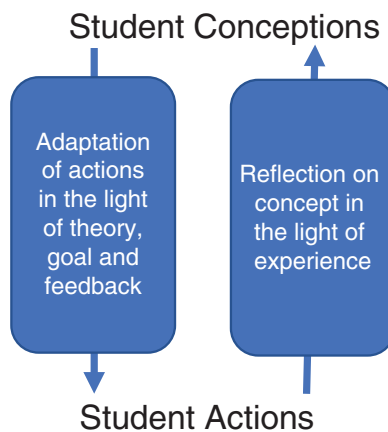 Student Conceptions
Adaptation
of actions
in the light
of theory,
goal and
feedback
Reflection on
concept in
the light of
experience
Student Actions